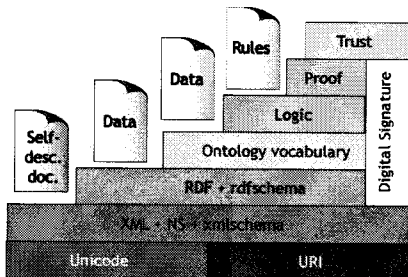 Rules
Trust
Data
Proof
Data
Logic
Self-
desc.
doc.
Ontology vocabulary
Digital Signature
RDF + rdfschema
XML + NS + xmlschema
Unicode
URI